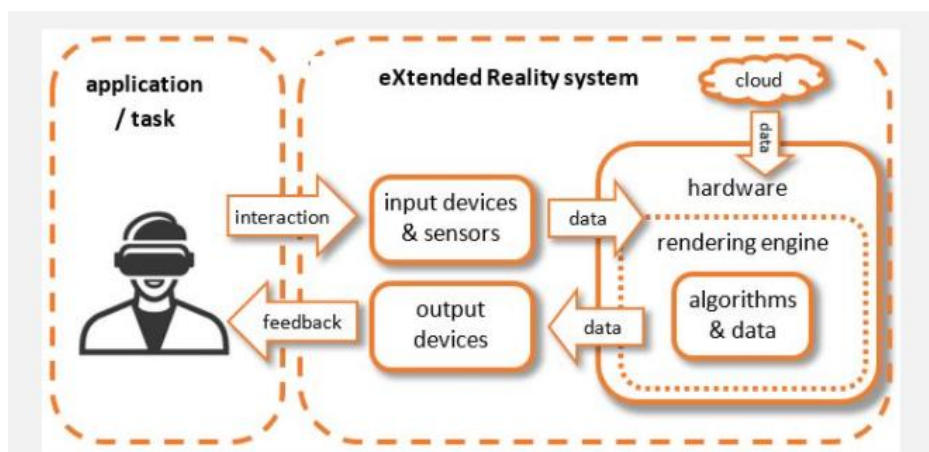 application
/ task
eXtended Reality system
cloud
data
hardware
interaction
input devices
& sensors
data
rendering engine
algorithms
& data
feedback
output
devices
data